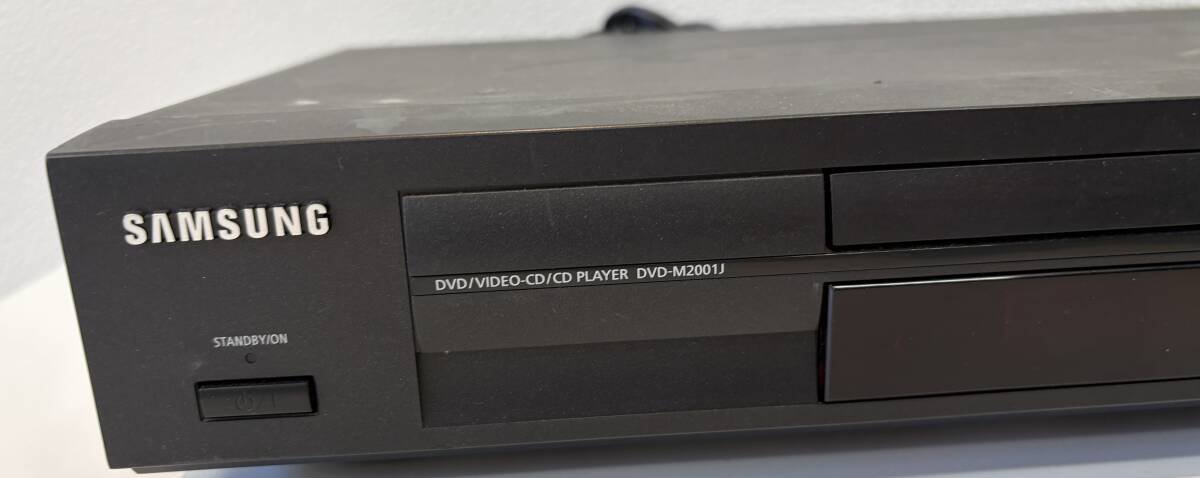 SAMSUNG
DVD/VIDEO-CD/CD PLAYER DVD-M2001J
STANDBY/ON